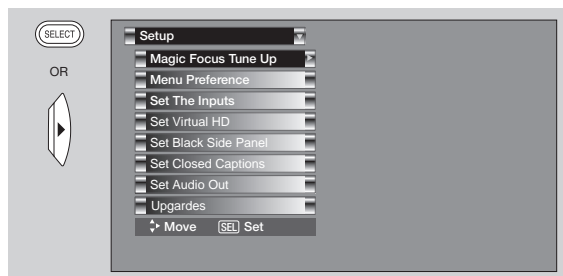 SELECT
OR
Setup
Magic Focus Tune Up
Menu Preference
Set The Inputs
Set Virtual HD
Set Black Side Panel
Set Closed Captions
Set Audio Out
Upgardes
Move SEL Set